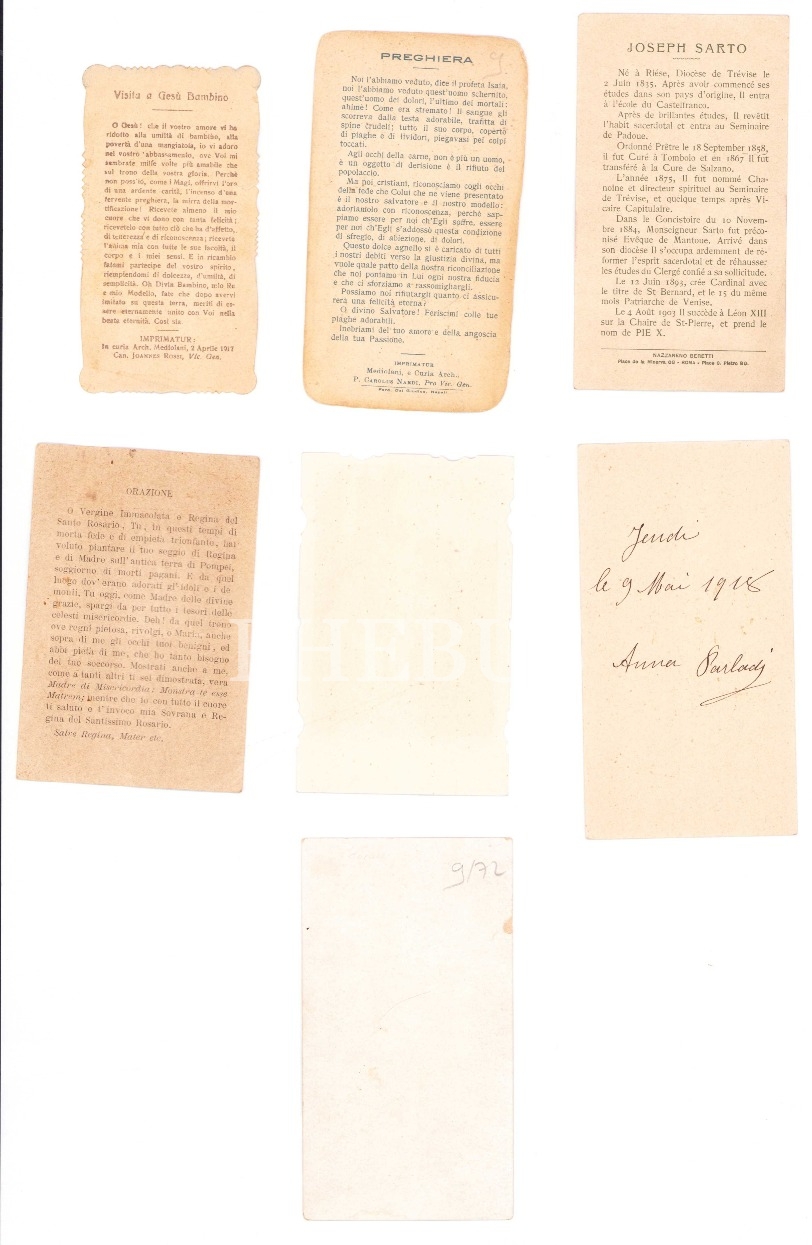 Visita a Gesù Bambino
O Gesù! che il vostro amore vi ha
ridotto alla umiltà di bambino, alla
povertà d'una mangiatoia, io vi adoro
nel vostro abbassamento, ove Voi mi
sembrate mille volte più amabile che
sul trono della vostra gloria. Perchè
non poss'io, come i Magi, offrirvi l'oro
di una ardente carità, l'incenso d'una
fervente preghiera, la mirra della mor-
tificazione! Ricevete almeno il mio
cuore che vi dono con tanta felicità;
ricevetelo con tutto ciò che ha d'affetto,
di tenerezza e di riconoscenza; ricevete
l'anima mia con tutte le sue facoltà, il
corpo e i miei sensi. E in ricambio
fatemi partecipe del vostro spirito,
riempiendomi di dolcezza, d'umiltà, di
semplicità. Oh Divin Bambino, mio Re
e mio Modello, fate che dopo avervi
imitato su questa terra, meriti di es-
sere eternamente unito con Voi nella
beata eternità. Così sia
IMPRIMATUR:
In curia Arch. Mediolani, 2 Aprile 1917
Can. JOANNES ROSSI, Vic. Gen.
PREGHIERA
9
Noi l'abbiamo veduto, dice il profeta Isaia,
noi l'abbiamo veduto quest'uomo schernito,
quest'uomo dei dolori, l'ultimo dei mortali;
ahimè! Come era stremato! Il sangue gli
scorreva dalla testa adorabile, trafitta di
spine crudeli; tutto il suo corpo, coperto
di piaghe e di lividori, piegavasi pei colpi
toccati.
Agli occhi della carne, non è più un uomo,
è un oggetto di derisione è il rifiuto del
popolaccio.
Ma noi cristiani, riconosciamo cogli occhi
della fede che Colui che ne viene presentato
è il nostro salvatore e il nostro modello:
adoriamolo con riconoscenza, perchè sap-
piamo essere per noi ch'Egli soffre, essere
per noi ch'Egli s'addossò questa condizione
di sfregio, di abiezione, di dolori.
Questo dolce agnello si è caricato di tutti
i nostri debiti verso la giustizia divina, ma
vuole quale patto della nostra riconciliazione
che noi poniamo in Lui ogni nostra fiducia
e che ci sforziamo a rassomigliargli.
Possiamo noi rifiutargli quanto ci assicu-
rerà una felicità eterna?
O divino Salvatore! Feriscimi colle tue
piaghe adorabili.
Inebriami del tuo amore e della angoscia
della tua Passione.
IMPRIMATUR
Mediolani, e Curia Arch.,
P. CAROLUS NARDI, Pro Vic. Gen.
JOSEPH SARTO
Né à Riése, Diocèse de Trévise le
2 Juin 1835. Après avoir commencé ses
études dans son pays d'origine, Il entra
à l'école du Castelfranco.
Après de brillantes études, Il revêtit
l'habit sacerdotal et entra au Seminaire
de Padoue.
Ordonné Prêtre le 18 Septembre 1858,
il fut Curé à Tombolo et en 1867 Il fut
transféré à la Cure de Salzano.
L'année 1875, Il fut nommé Cha-
noine et directeur spirituel au Seminaire
de Trévise, et quelque temps après Vi-
caire Capitulaire.
Dans le Concistoire du 10 Novem-
bre 1884, Monseigneur Sarto fut préco-
nisé Evêque de Mantoue. Arrivé dans
son diocèse Il s'occupa ardemment de ré-
former l'esprit sacerdotal et de réhausser
les études du Clergé confié a sa sollicitude.
Le 12 Juin 1893, crée Cardinal avec
le titre de St Bernard, et le 15 du même
mois Patriarche de Venise.
Le 4 Août 1903 Il succède à Léon XIII
sur la Chaire de St-Pierre, et prend le
nom de PIE X.
NAZZARENO BERETTI
Place de la Minerve, 65 - ROMA - Place S. Pietro
ORAZIONE
O Vergine Immacolata e Regina del
Santo Rosario, Tu, in questi tempi di
morta fede e di empietà trionfante, hai
voluto piantare il tuo seggio di Regina
e di Madre sull'antica terra di Pompei,
soggiorno di morti pagani. E da quel
luogo dov'erano adorati gl'idoli e i de-
monii, Tu oggi, come Madre delle divine
grazie, spargi da per tutto i tesori delle
celesti misericordie. Deh! da quel trono
ove regni pietosa, rivolgi, o Maria, anche
sopra di me gli occhi tuoi benigni, ed
abbi pietà di me, che ho tanto bisogno
del tuo soccorso. Mostrati anche a me,
come a tanti altri ti sei dimostrata, vera
Madre di Misericordia: Monstra te esse
Matrem; mentre che io con tutto il cuore
ti saluto e t'invoco mia Sovrana e Re-
gina del Santissimo Rosario.
Salve Regina, Mater etc.
Jeudi
le 9 Mai 1918
Anna Parladi
9/72